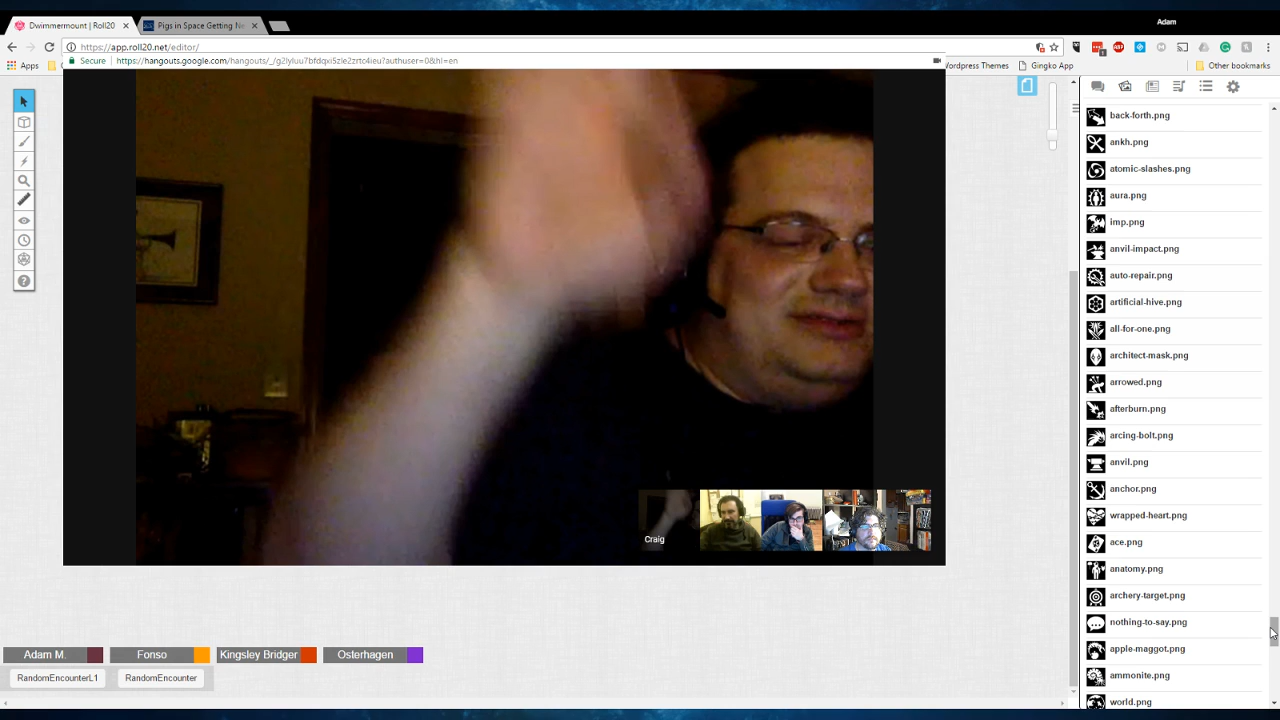 Adam
Dwimmermount | Roll20
Pigs in Space Getting Ne
https://app.roll20.net/editor/
Secure
https://hangouts.google.com/hangouts/_/g2lyluu7bfdqxi5zle2zrtc4ieu?authuser=0&hl=en
Apps
Wordpress Themes
Gingko App
Other bookmarks
back-forth.png
ankh.png
atomic-slashes.png
aura.png
imp.png
anvil-impact.png
auto-repair.png
artificial-hive.png
all-for-one.png
architect-mask.png
arrowed.png
afterburn.png
arcing-bolt.png
anvil.png
anchor.png
wrapped-heart.png
ace.png
anatomy.png
archery-target.png
nothing-to-say.png
apple-maggot.png
ammonite.png
world.png
Craig
Adam M.
Fonso
Kingsley Bridger
Osterhagen
RandomEncounterL1
RandomEncounter